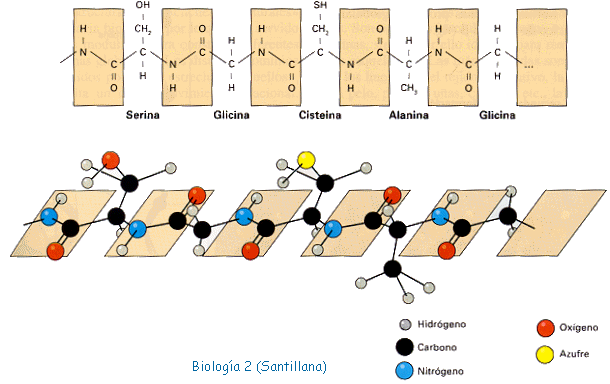 OH
SH
H
CH₂
O
H
O
CH₂
H
O
H
H
N
N
N
N
N
...
O
H
H
H
O
H
H
CH₃
O
H
Serina
Glicina
Cisteina
Alanina
Glicina
Hidrógeno
Oxígeno
Carbono
Azufre
Nitrógeno
Biología 2 (Santillana)